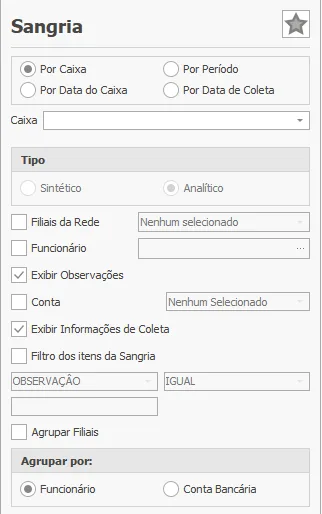 Sangria
Por Caixa Por Período
Por Data do Caixa Por Data de Coleta
Caixa
Tipo
Sintético Analítico
Filiais da Rede Nenhum selecionado
Funcionário ...
Exibir Observações
Conta Nenhum Selecionado
Exibir Informações de Coleta
Filtro dos itens da Sangria
OBSERVAÇÃO IGUAL
Agrupar Filiais
Agrupar por:
Funcionário Conta Bancária